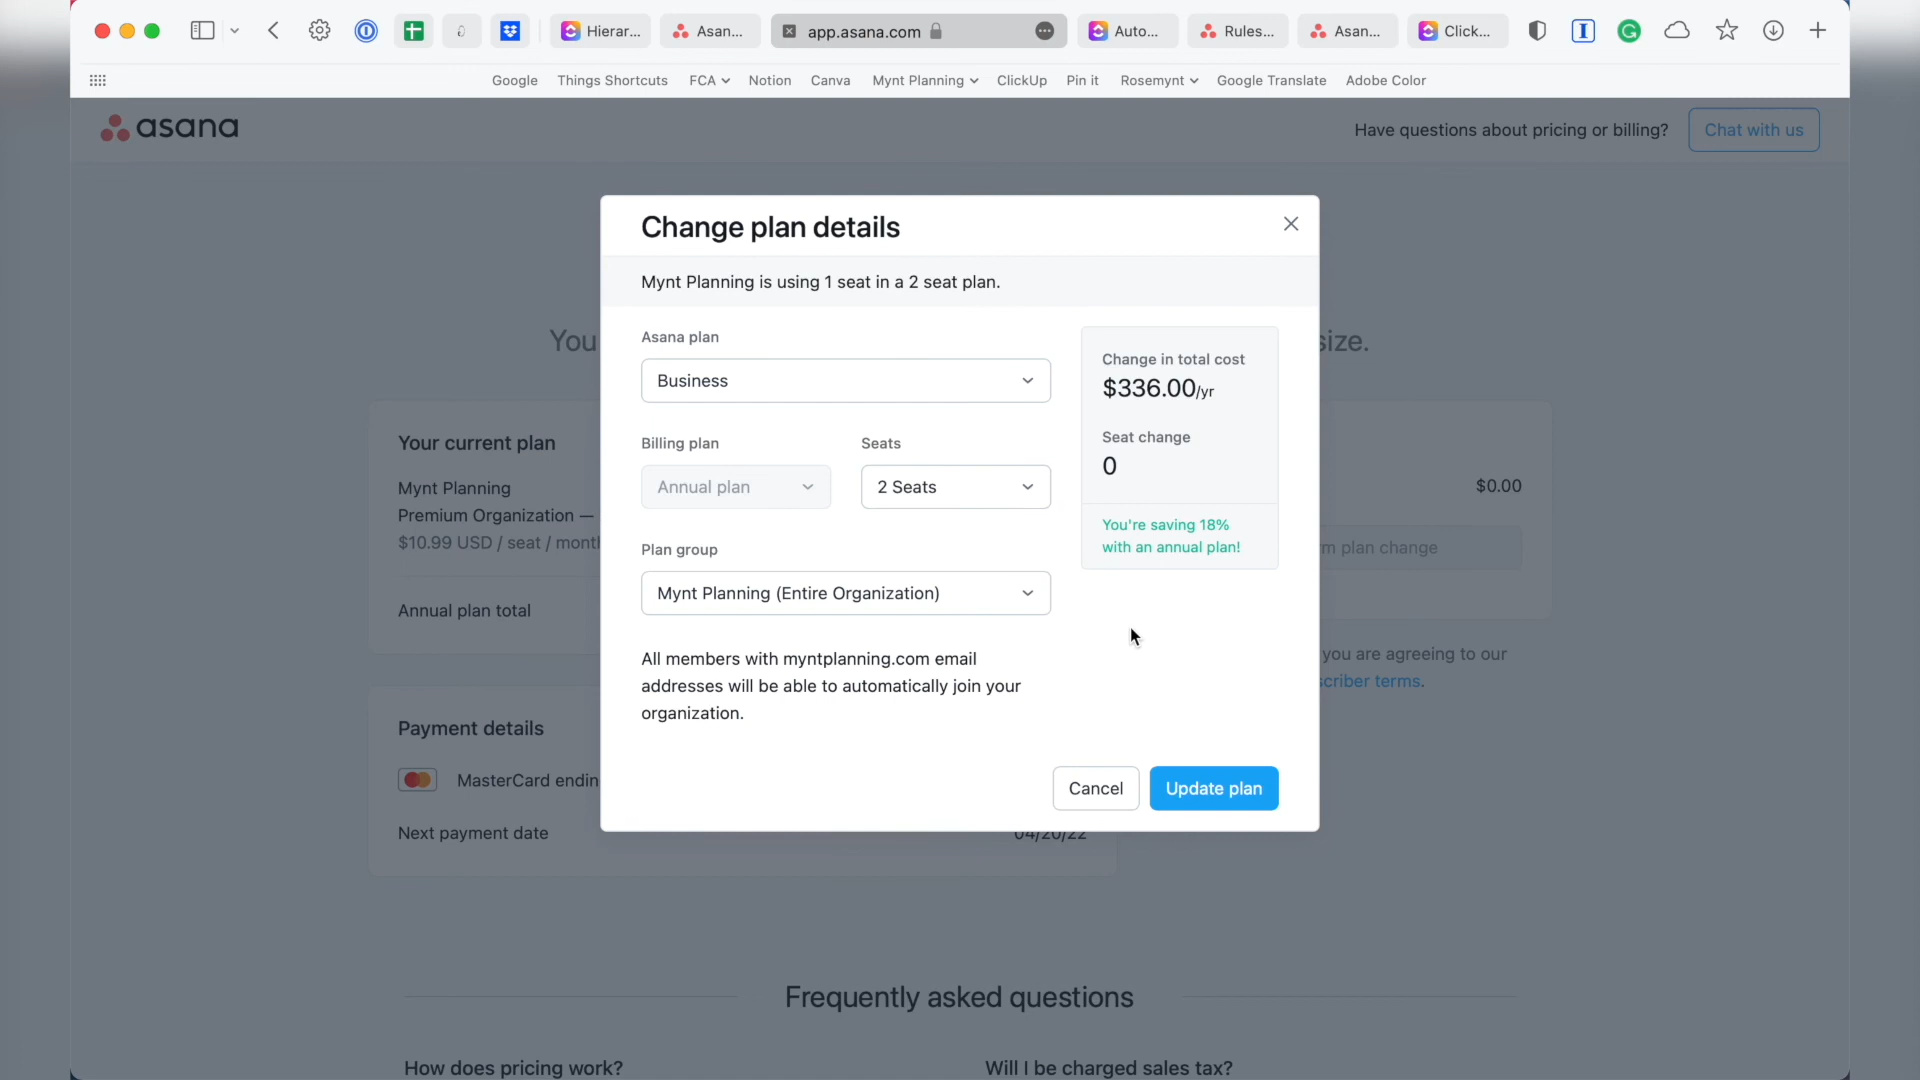 Hierar...
Asan...
app.asana.com
Auto...
Rules...
Asan...
Click...
Google
Things Shortcuts
FCA
Notion
Canva
Mynt Planning
ClickUp
Pin it
Rosemynt
Google Translate
Adobe Color
asana
Have questions about pricing or billing?
Chat with us
Change plan details
Mynt Planning is using 1 seat in a 2 seat plan.
You
size.
Asana plan
Business
Billing plan
Seats
Annual plan
2 Seats
Plan group
Mynt Planning (Entire Organization)
All members with myntplanning.com email
addresses will be able to automatically join your
organization.
Change in total cost
$336.00/yr
Seat change
0
You're saving 18%
with an annual plan!
Cancel
Update plan
Your current plan
Mynt Planning
Premium Organization —
$10.99 USD / seat / month
Annual plan total
$0.00
m plan change
you are agreeing to our
scriber terms.
Payment details
MasterCard endin
Next payment date
04/20/22
Frequently asked questions
How does pricing work?
Will I be charged sales tax?